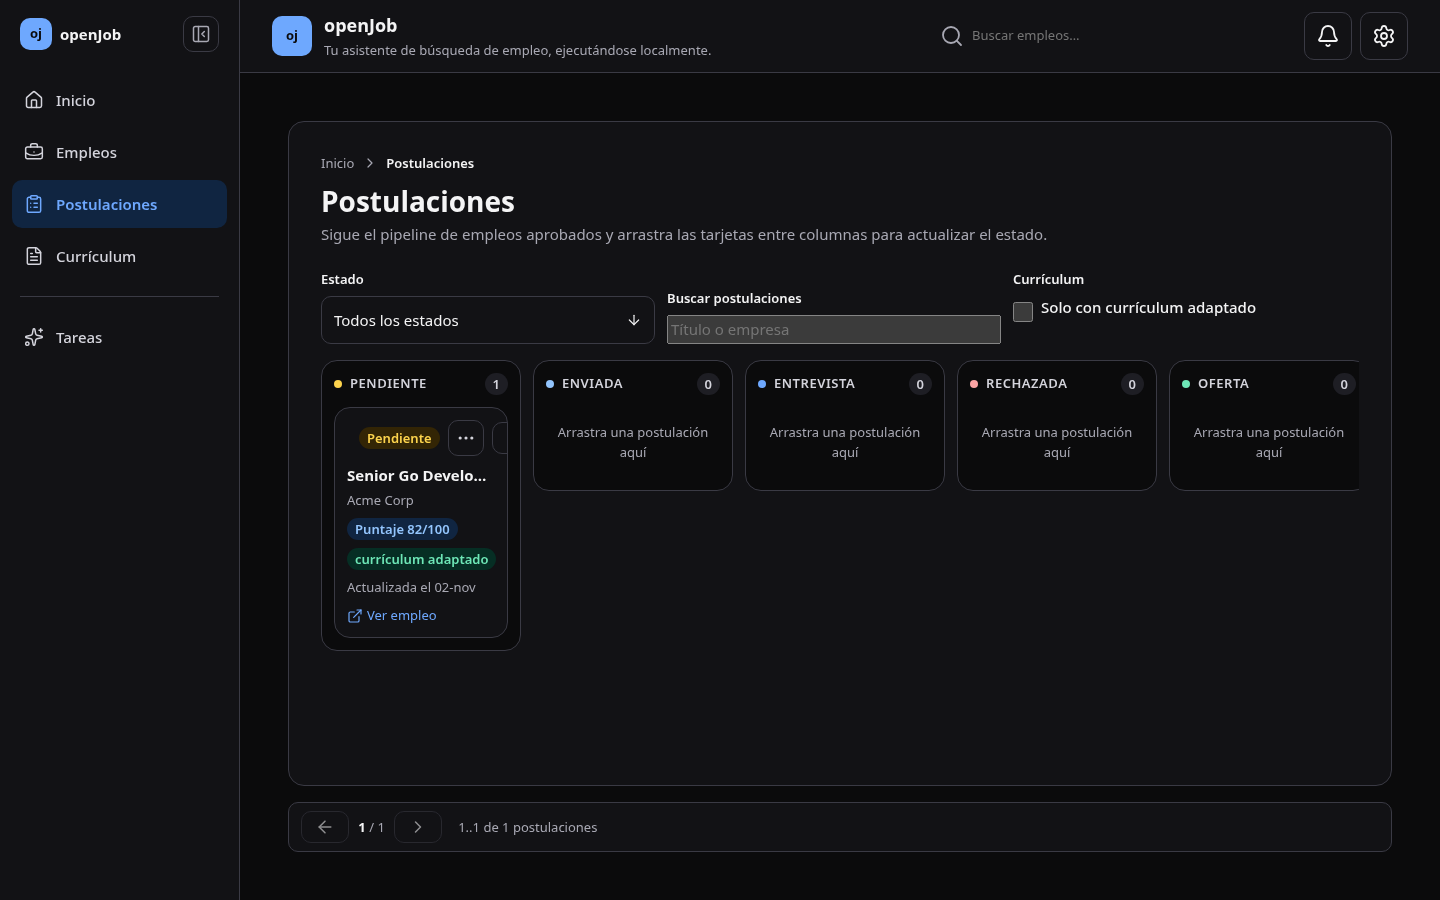 oj
openJob
Inicio
Empleos
Postulaciones
Currículum
Tareas
oj
openJob
Tu asistente de búsqueda de empleo, ejecutándose localmente.
Buscar empleos...
Inicio
Postulaciones
Postulaciones
Sigue el pipeline de empleos aprobados y arrastra las tarjetas entre columnas para actualizar el estado.
Estado
Todos los estados
Buscar postulaciones
Título o empresa
Currículum
Solo con currículum adaptado
PENDIENTE
1
Pendiente
Senior Go Develo...
Acme Corp
Puntaje 82/100
currículum adaptado
Actualizada el 02-nov
Ver empleo
ENVIADA
0
Arrastra una postulación
aquí
ENTREVISTA
0
Arrastra una postulación
aquí
RECHAZADA
0
Arrastra una postulación
aquí
OFERTA
0
Arrastra una postulación
aquí
1 / 1
1..1 de 1 postulaciones